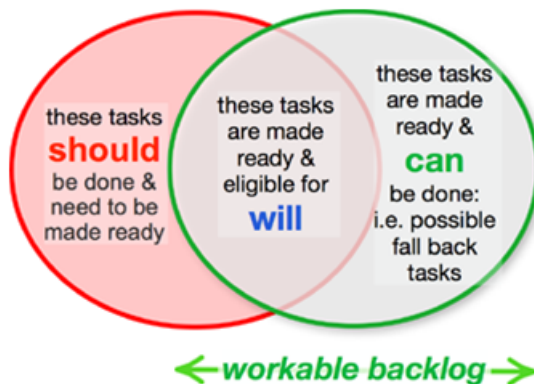 these tasks
should
be done &
need to be
made ready
these tasks
are made
ready &
eligible for
will
these tasks
are made
ready &
can
be done:
i.e. possible
fall back
tasks
workable backlog